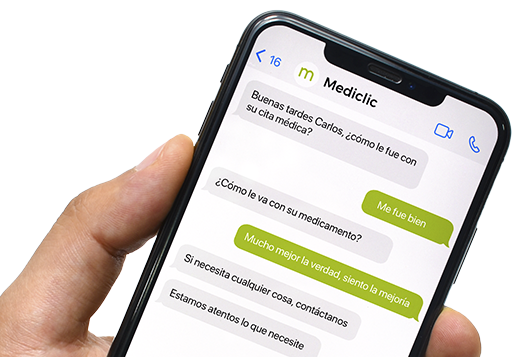 16
m
Mediclic
Buenas tardes Carlos, ¿cómo le fue con
su cita médica?
Me fue bien
¿Cómo le va con su medicamento?
Mucho mejor la verdad, siento la mejoría
Si necesita cualquier cosa, contáctanos
Estamos atentos lo que necesite